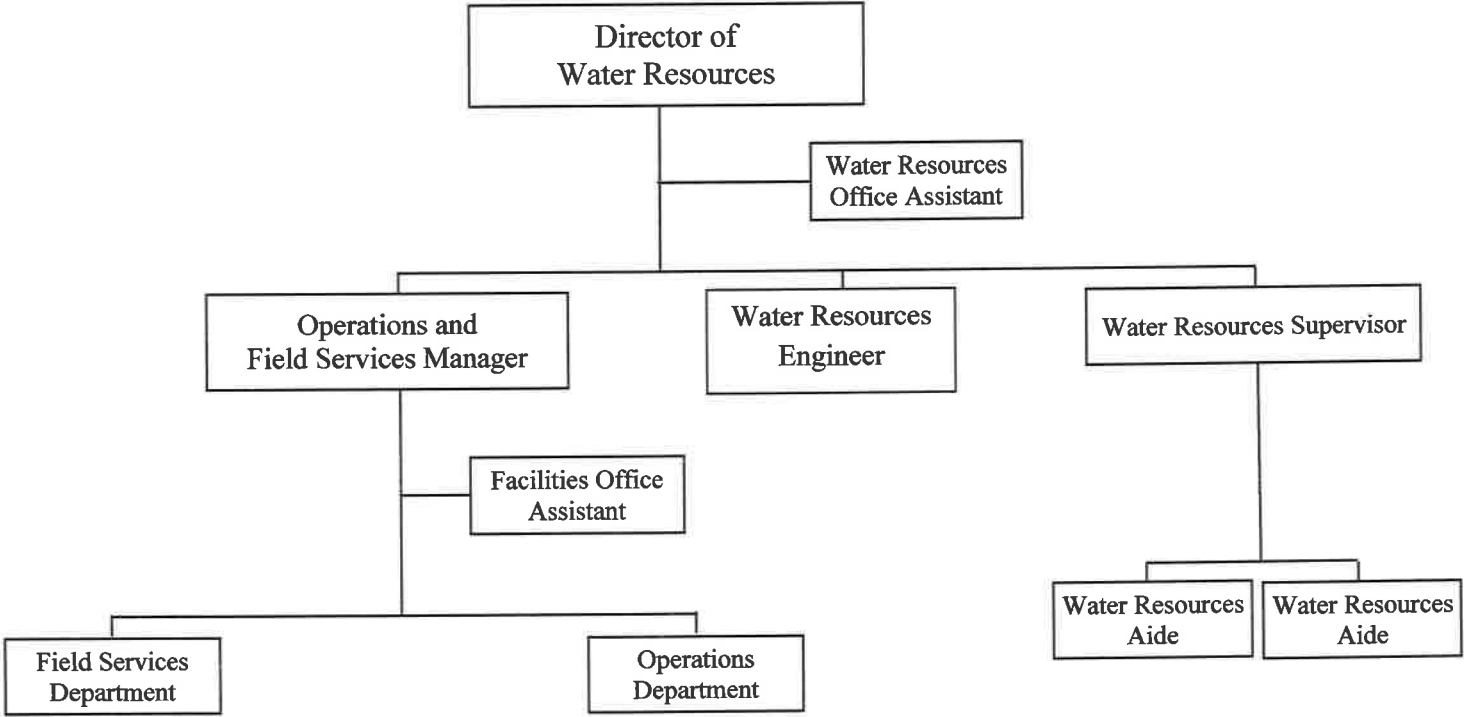 Director of
Water Resources
Water Resources
Office Assistant
Operations and
Field Services Manager
Water Resources
Engineer
Water Resources Supervisor
Facilities Office
Assistant
Field Services
Department
Operations
Department
Water Resources
Aide
Water Resources
Aide